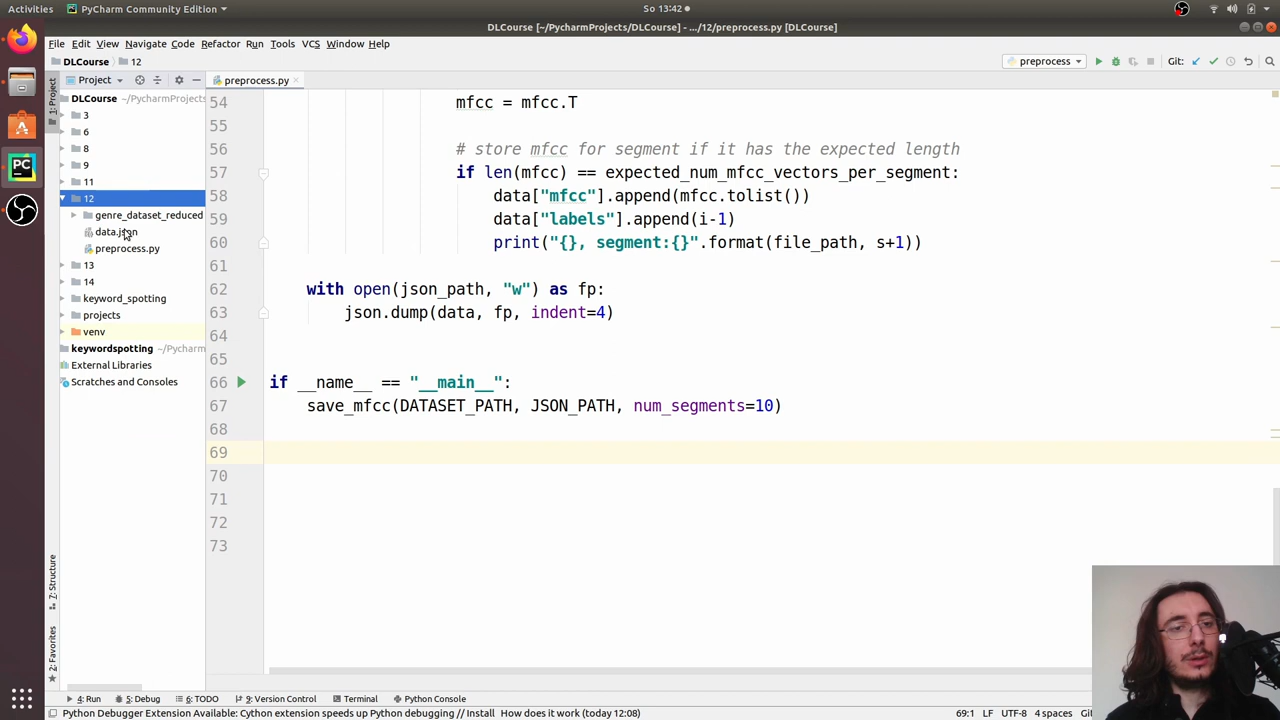 Activities PyCharm Community Edition So 13:42
DLCourse [~/PycharmProjects/DLCourse] - .../12/preprocess.py [DLCourse]
File Edit View Navigate Code Refactor Run Tools VCS Window Help
DLCourse 12 preprocess Git:
Project preprocess.py
1: Project
DLCourse ~/PycharmProjects
3
6
8
9
11
12
genre_dataset_reduced
data.json
preprocess.py
13
14
keyword_spotting
projects
venv
keywordspotting ~/Pycharm
External Libraries
Scratches and Consoles
7: Structure
2: Favorites
54 mfcc = mfcc.T
55
56 # store mfcc for segment if it has the expected length
57 if len(mfcc) == expected_num_mfcc_vectors_per_segment:
58 data["mfcc"].append(mfcc.tolist())
59 data["labels"].append(i-1)
60 print("{}, segment:{}".format(file_path, s+1))
61
62 with open(json_path, "w") as fp:
63 json.dump(data, fp, indent=4)
64
65
66 if __name__ == "__main__":
67 save_mfcc(DATASET_PATH, JSON_PATH, num_segments=10)
68
69
70
71
72
73
4: Run 5: Debug 6: TODO 9: Version Control Terminal Python Console
Python Debugger Extension Available: Cython extension speeds up Python debugging // Install How does it work (today 12:08) 69:1 LF UTF-8 4 spaces Git